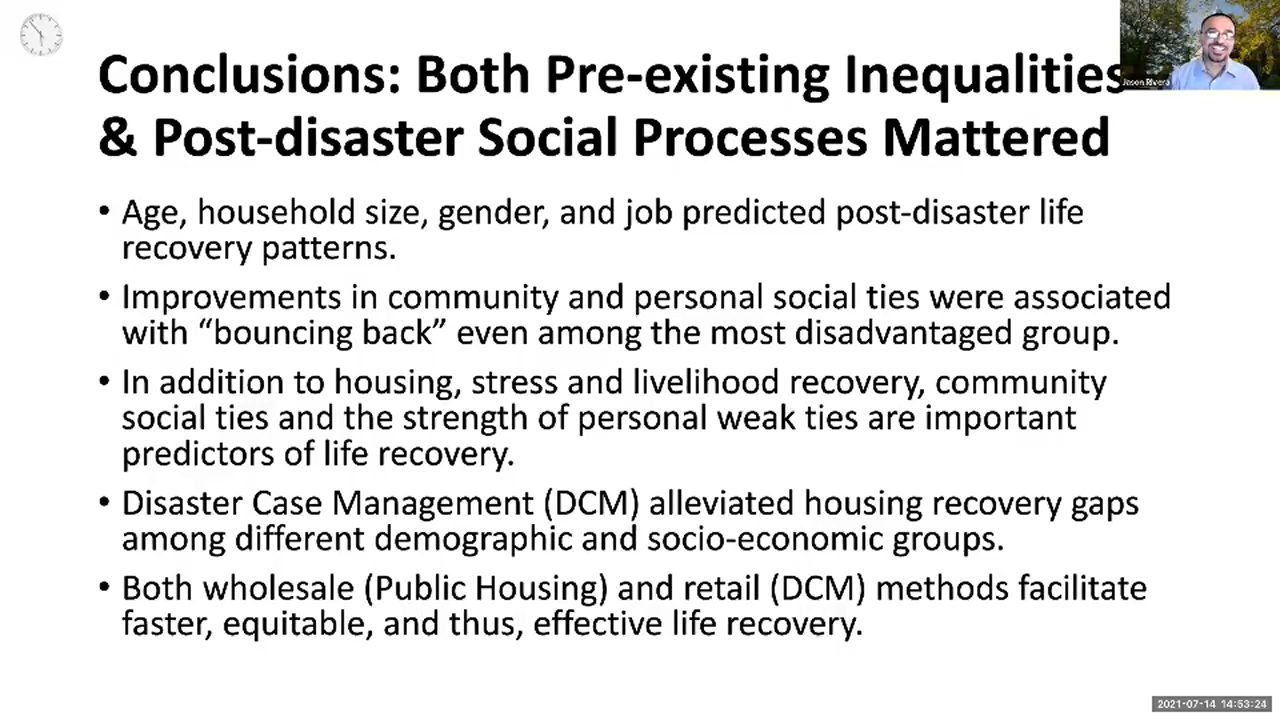 Conclusions: Both Pre-existing Inequalities
& Post-disaster Social Processes Mattered
Jason Rivera
• Age, household size, gender, and job predicted post-disaster life
recovery patterns.
• Improvements in community and personal social ties were associated
with “bouncing back” even among the most disadvantaged group.
• In addition to housing, stress and livelihood recovery, community
social ties and the strength of personal weak ties are important
predictors of life recovery.
• Disaster Case Management (DCM) alleviated housing recovery gaps
among different demographic and socio-economic groups.
• Both wholesale (Public Housing) and retail (DCM) methods facilitate
faster, equitable, and thus, effective life recovery.
2021-07-14 14:53:24